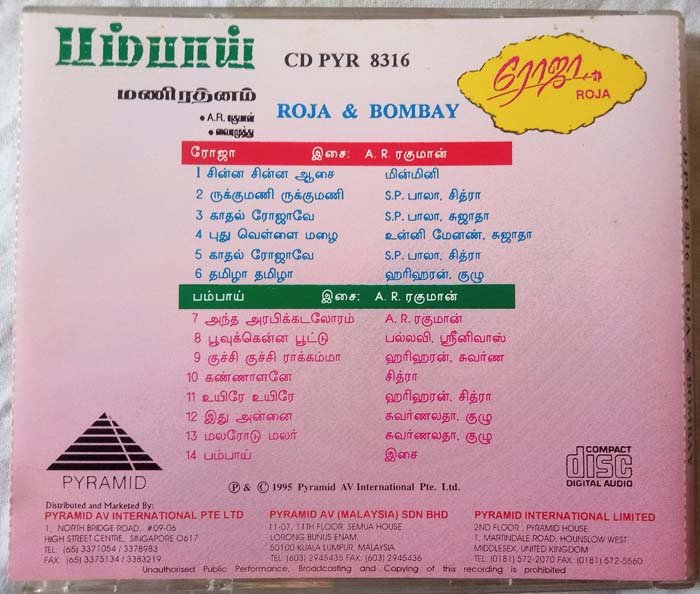 பம்பாய்
CD PYR 8316
ரோஜா
ROJA
மணிரத்னம்
• A.R. ரகுமான்
• வைரமுத்து
ROJA & BOMBAY
ரோஜா இசை: A. R. ரகுமான்
1 சின்ன சின்ன ஆசை மின்மினி
2 ருக்குமணி ருக்குமணி S.P. பாலா, சித்ரா
3 காதல் ரோஜாவே S.P. பாலா, சுஜாதா
4 புது வெள்ளை மழை உன்னி மேனண், சுஜாதா
5 காதல் ரோஜாவே S.P. பாலா, சித்ரா
6 தமிழா தமிழா ஹரிஹரன், குழு
பம்பாய் இசை: A. R. ரகுமான்
7 அந்த அரபிக்கடலோரம் A. R. ரகுமான்
8 பூவுக்கென்ன பூட்டு பல்லவி, ஸ்ரீனிவாஸ்
9 குச்சி குச்சி ராக்கம்மா ஹரிஹரன், சுவர்ண
10 கண்ணாளனே சித்ரா
11 உயிரே உயிரே ஹரிஹரன், சித்ரா
12 இது அன்னை சுவர்ணலதா, குழு
13 மலரோடு மலர் சுவர்ணலதா, குழு
14 பம்பாய் இசை
PYRAMID
COMPACT
disc
DIGITAL AUDIO
℗ & © 1995 Pyramid AV International Pte. Ltd.
Distributed and Marketed By:
PYRAMID AV INTERNATIONAL PTE LTD
1, NORTH BRIDGE ROAD, #09-06
HIGH STREET CENTRE, SINGAPORE 0617
TEL: (65) 3371054 / 3378983
FAX (65) 3375134 / 3383219
PYRAMID AV (MALAYSIA) SDN BHD
11-07, 11TH FLOOR, SEMUA HOUSE
LORONG BUNUS ENAM,
50100 KUALA LUMPUR, MALAYSIA
TEL: (603) 2945435 FAX: (603) 2945436
PYRAMID INTERNATIONAL LIMITED
2ND FLOOR, PYRAMID HOUSE
1, MARTINDALE ROAD, HOUNSLOW WEST
MIDDLESEX, UNITED KINGDOM
TEL: (0181) 572-2070 FAX: (0181) 572-5560
Unauthorised Public Performance, Broadcasting and Copying of this recording is prohibited